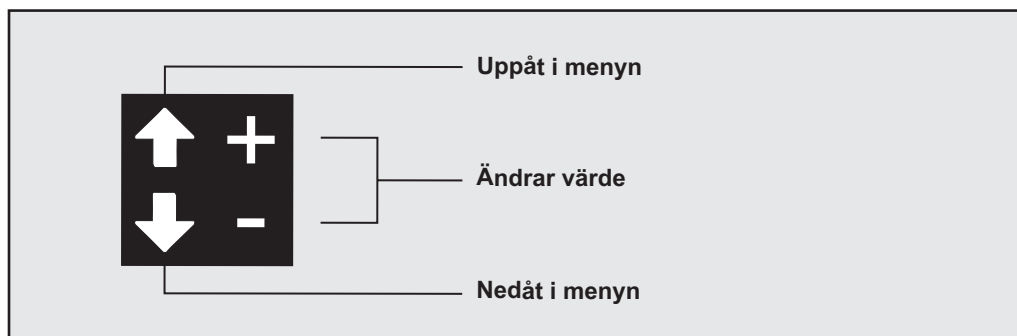 Uppåt i menyn
+
Ändrar värde
-
Nedåt i menyn